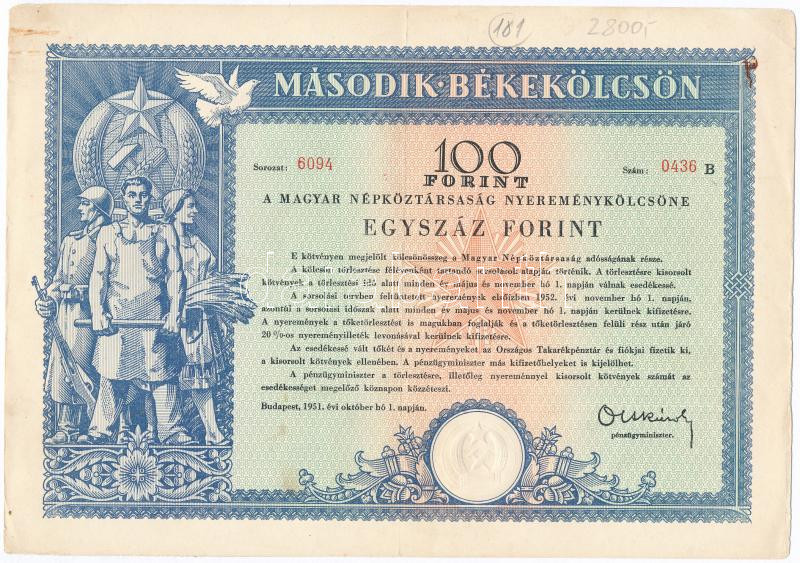 181 2800,-
MÁSODIK·BÉKEKÖLCSÖN
Sorozat: 6094
100
FORINT
Szám: 0436 B
A MAGYAR NÉPKÖZTÁRSASÁG NYEREMÉNYKÖLCSÖNE
EGYSZÁZ FORINT
E kötvényen megjelölt kölcsönösszeg a Magyar Népköztársaság adósságának része.
A kölcsön törlesztése félévenként tartandó sorsolások alapján történik. A törlesztésre kisorsolt
kötvények a törlesztési idő alatt minden év május és november hó 1. napján válnak esedékessé.
A sorsolási tervben feltüntetett nyeremények elsőízben 1952. évi november hó 1. napján,
azontúl a sorsolási időszak alatt minden év május és november hó 1. napján kerülnek kifizetésre.
A nyeremények a tőketörlesztést is magukban foglalják és a tőketörlesztésen felüli rész után járó
20%-os nyereményilleték levonásával kerülnek kifizetésre.
Az esedékessé vált tőkét és a nyereményeket az Országos Takarékpénztár és fiókjai fizetik ki,
a kisorsolt kötvények ellenében. A pénzügyminiszter más kifizetőhelyeket is kijelölhet.
A pénzügyminiszter a törlesztésre, illetőleg nyereménnyel kisorsolt kötvények számát az
esedékességet megelőző köznapon közzéteszi.
Budapest, 1951. évi október hó 1. napján.
pénzügyminiszter.